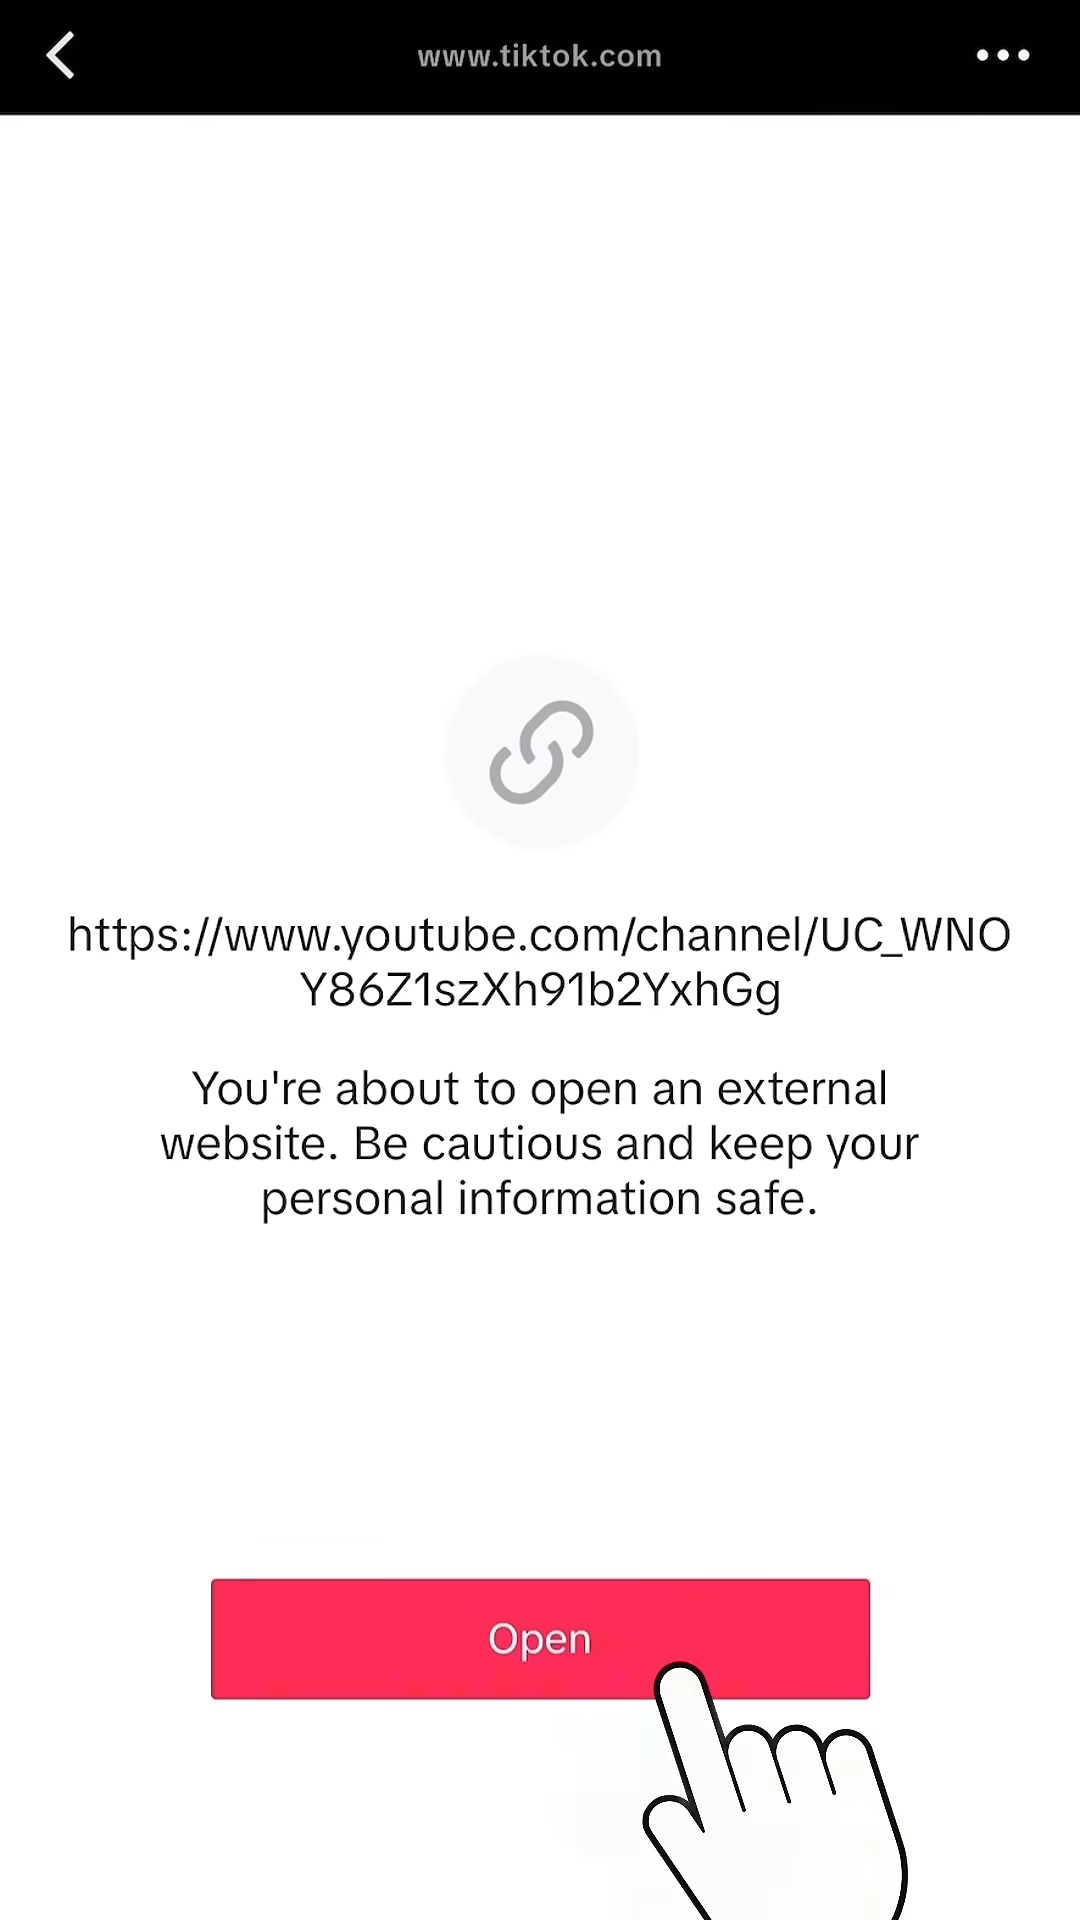 www.tiktok.com
https://www.youtube.com/channel/UC_WNO
Y86Z1szXh91b2YxhGg
You're about to open an external
website. Be cautious and keep your
personal information safe.
Open